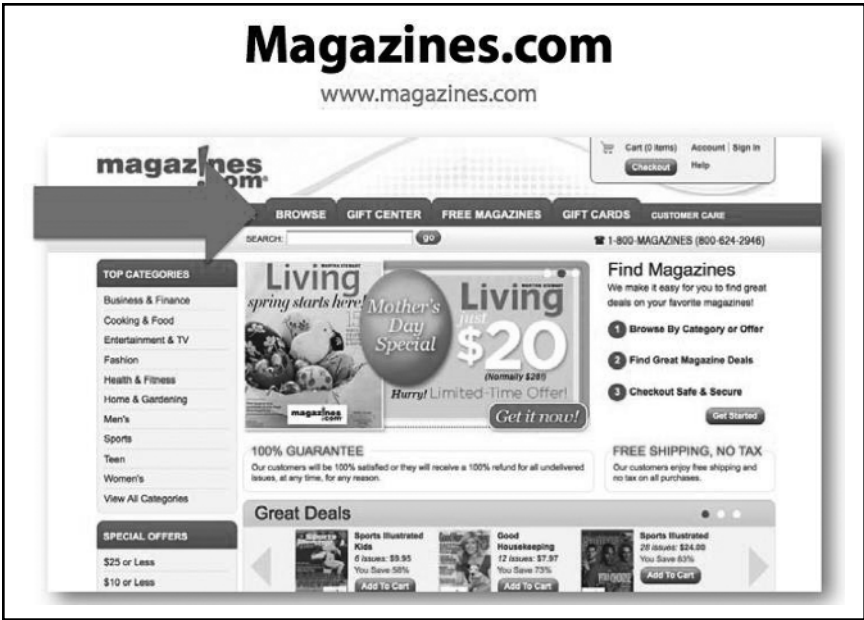 Magazines.com
www.magazines.com
magazines
.com
Cart (0 items) Account | Sign In
Checkout Help
BROWSE GIFT CENTER FREE MAGAZINES GIFT CARDS CUSTOMER CARE
SEARCH: go
1-800-MAGAZINES (800-624-2946)
TOP CATEGORIES
Business & Finance
Cooking & Food
Entertainment & TV
Fashion
Health & Fitness
Home & Gardening
Men's
Sports
Teen
Women's
View All Categories
SPECIAL OFFERS
$25 or Less
$10 or Less
MARTHA STEWART
Living
spring starts here!
magazines
.com
Mother's
Day
Special
MARTHA STEWART
Living
just
$20
(Normally $28!)
Hurry! Limited-Time Offer!
Get it now!
Find Magazines
We make it easy for you to find great
deals on your favorite magazines!
1 Browse By Category or Offer
2 Find Great Magazine Deals
3 Checkout Safe & Secure
Get Started
100% GUARANTEE
Our customers will be 100% satisfied or they will receive a 100% refund for all undelivered
issues, at any time, for any reason.
FREE SHIPPING, NO TAX
Our customers enjoy free shipping and
no tax on all purchases.
Great Deals
Sports Illustrated
Kids
6 issues: $9.95
You Save 58%
Add To Cart
Good
Housekeeping
12 issues: $7.97
You Save 73%
Add To Cart
Sports Illustrated
28 issues: $24.00
You Save 83%
Add To Cart